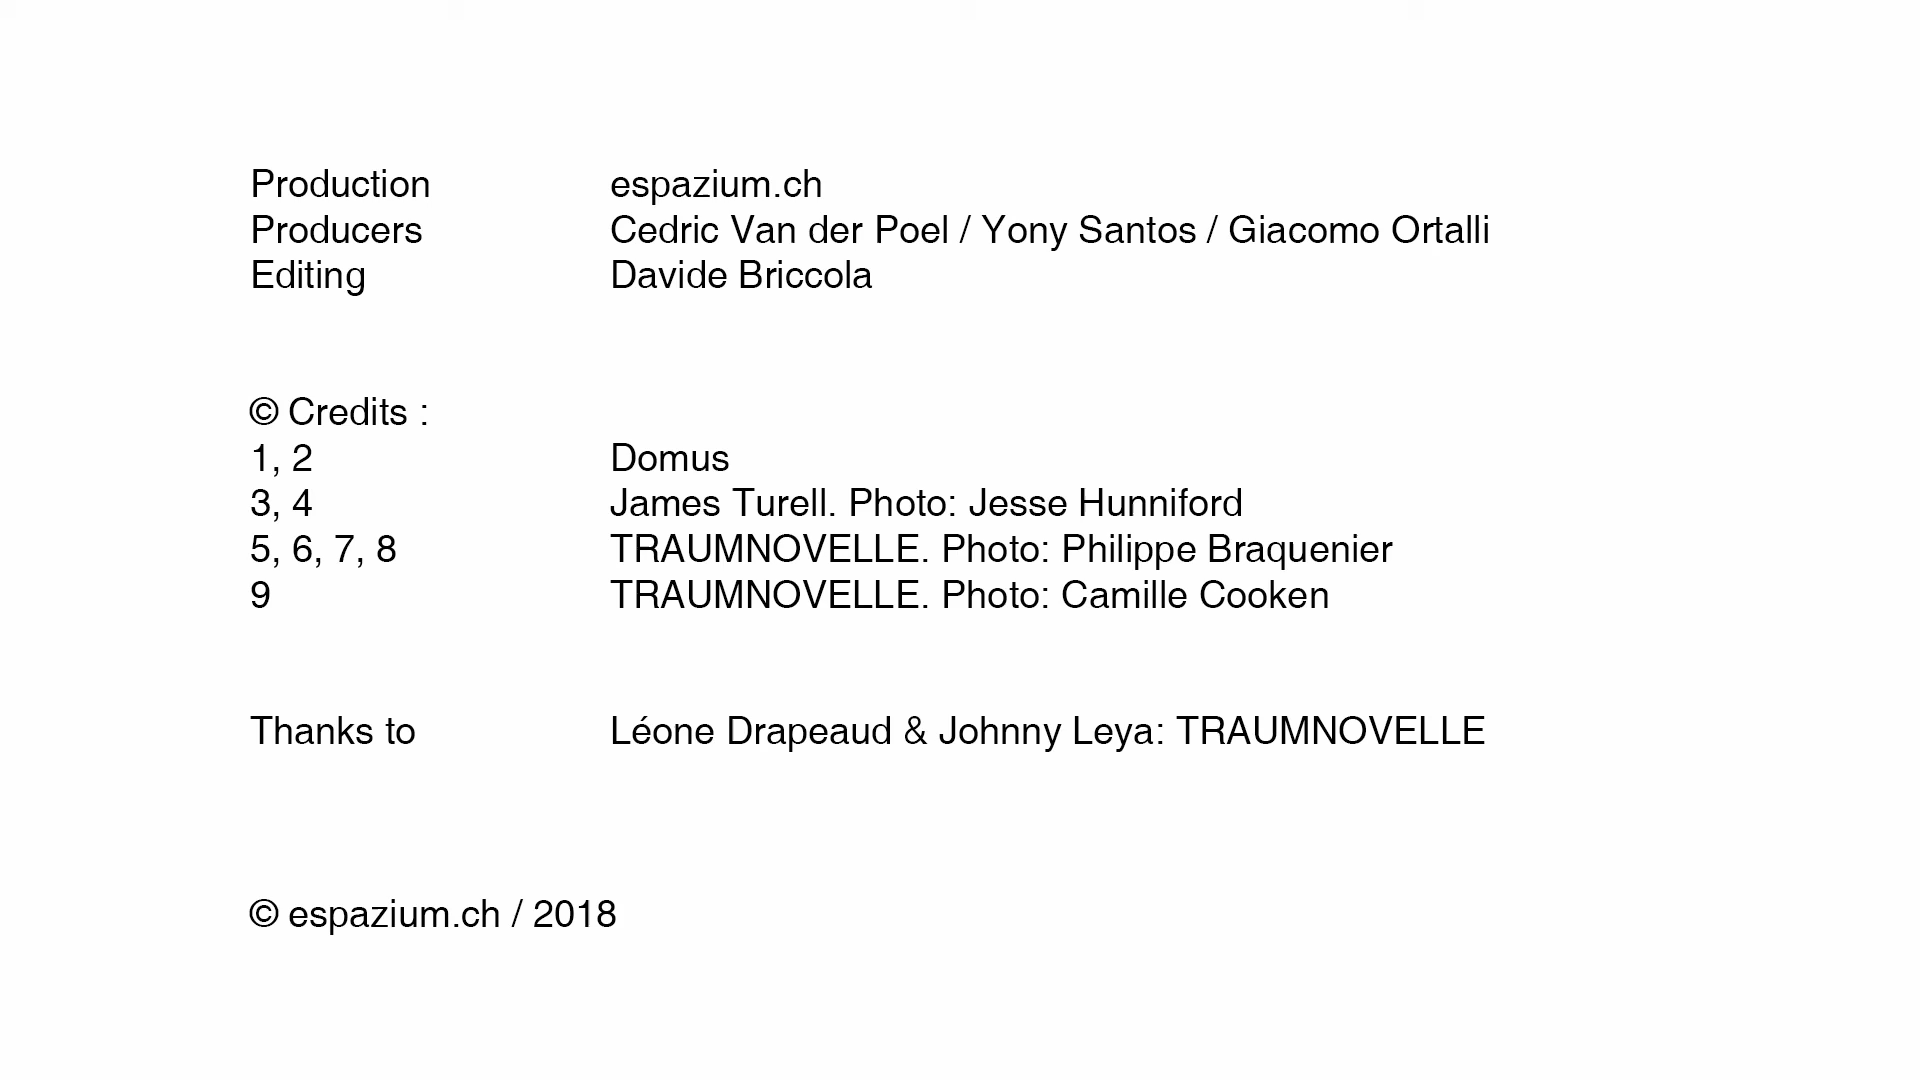 Production espazium.ch
Producers Cedric Van der Poel / Yony Santos / Giacomo Ortalli
Editing Davide Briccola
© Credits :
1, 2 Domus
3, 4 James Turell. Photo: Jesse Hunniford
5, 6, 7, 8 TRAUMNOVELLE. Photo: Philippe Braquenier
9 TRAUMNOVELLE. Photo: Camille Cooken
Thanks to Léone Drapeaud & Johnny Leya: TRAUMNOVELLE
© espazium.ch / 2018